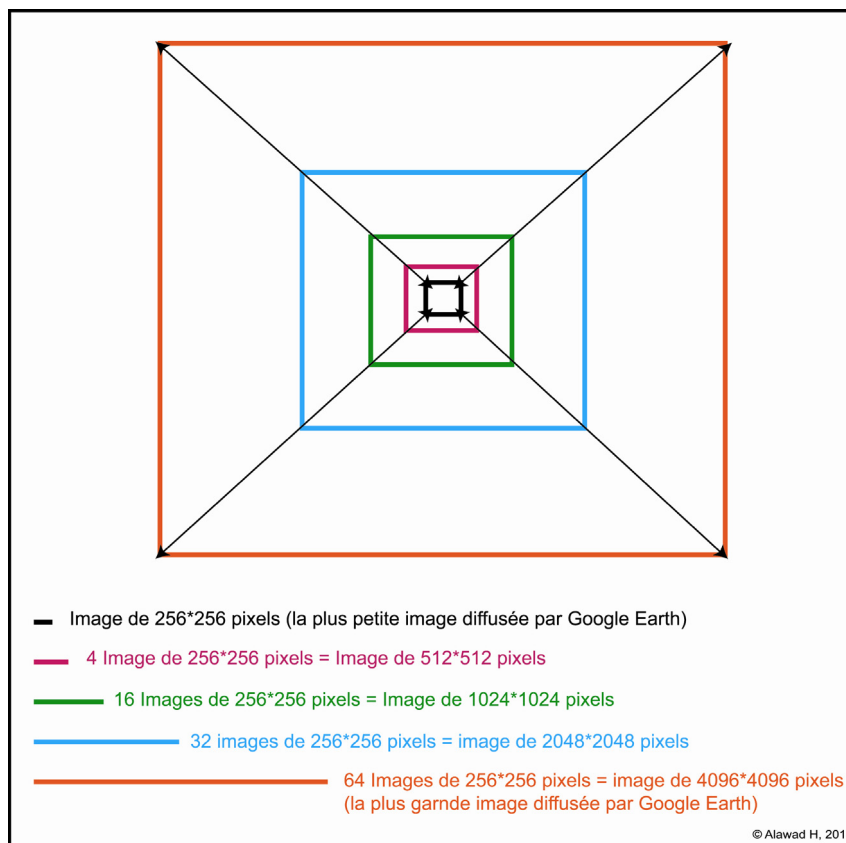 Image de 256*256 pixels (la plus petite image diffusée par Google Earth)
4 Image de 256*256 pixels = Image de 512*512 pixels
16 Images de 256*256 pixels = Image de 1024*1024 pixels
32 images de 256*256 pixels = image de 2048*2048 pixels
64 Images de 256*256 pixels = image de 4096*4096 pixels
(la plus garnde image diffusée par Google Earth)
© Alawad H, 201